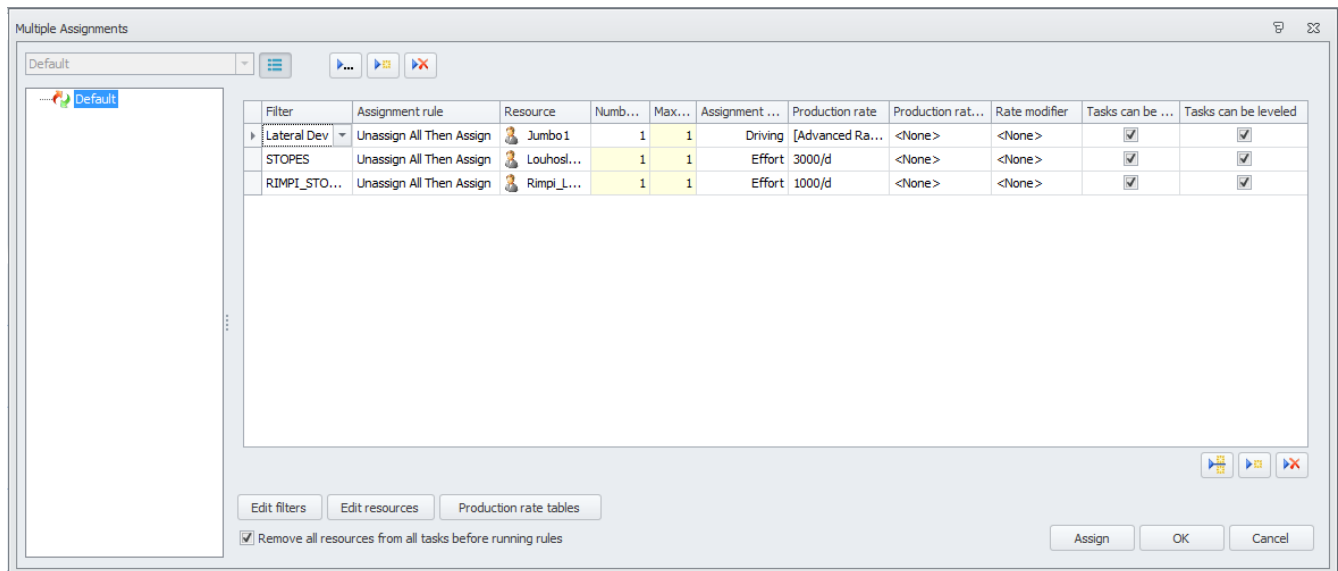 Multiple Assignments
Default
Default
Filter Assignment rule Resource Numb... Max... Assignment ... Production rate Production rat... Rate modifier Tasks can be ... Tasks can be leveled
Lateral Dev Unassign All Then Assign Jumbo1 1 1 Driving [Advanced Ra... <None> <None>
STOPES Unassign All Then Assign Louhosl... 1 1 Effort 3000/d <None> <None>
RIMPI_STO... Unassign All Then Assign Rimpi_L... 1 1 Effort 1000/d <None> <None>
Edit filters Edit resources Production rate tables
Remove all resources from all tasks before running rules
Assign OK Cancel